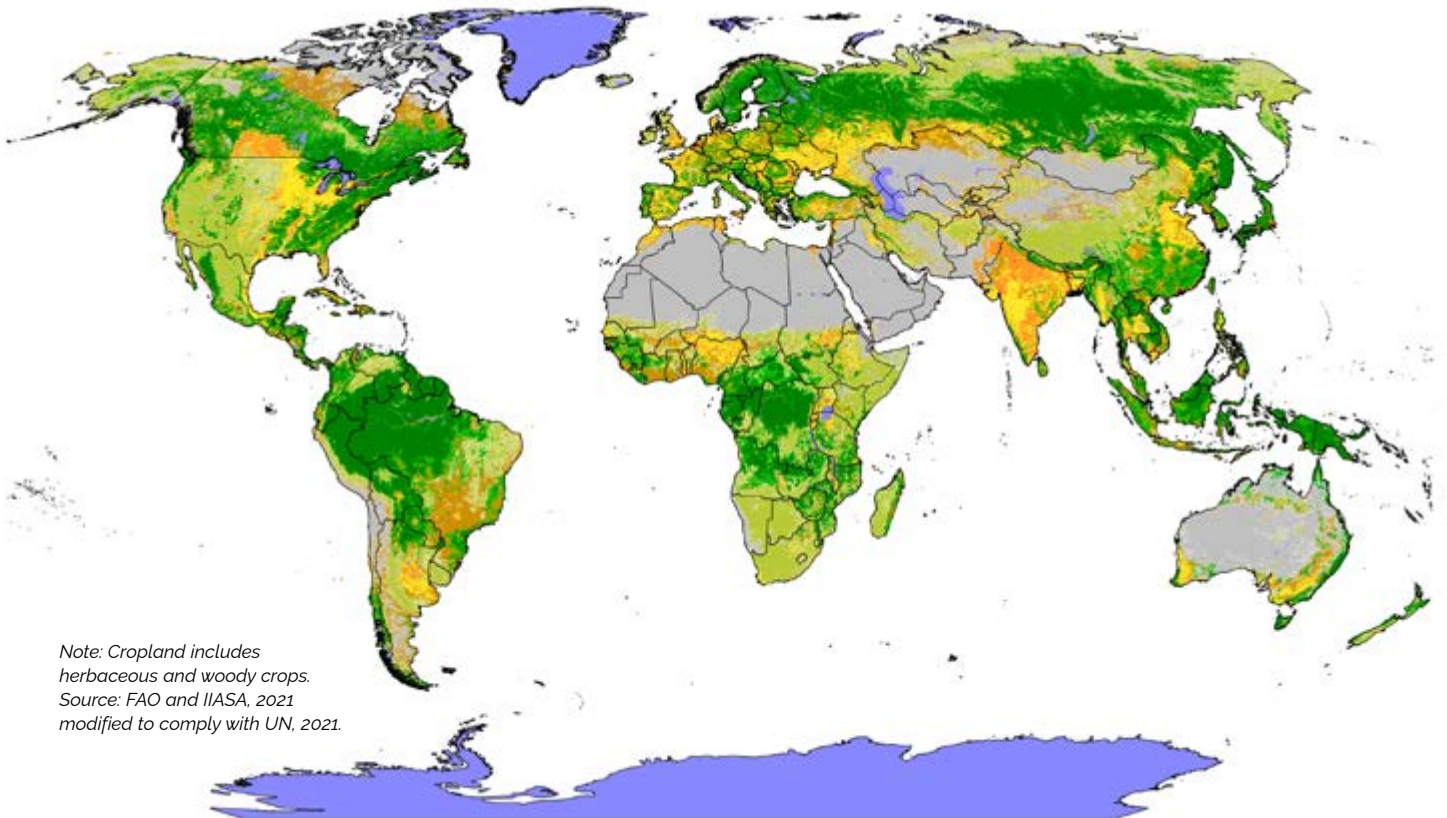 Note: Cropland includes
herbaceous and woody crops.
Source: FAO and IIASA, 2021
modified to comply with UN, 2021.